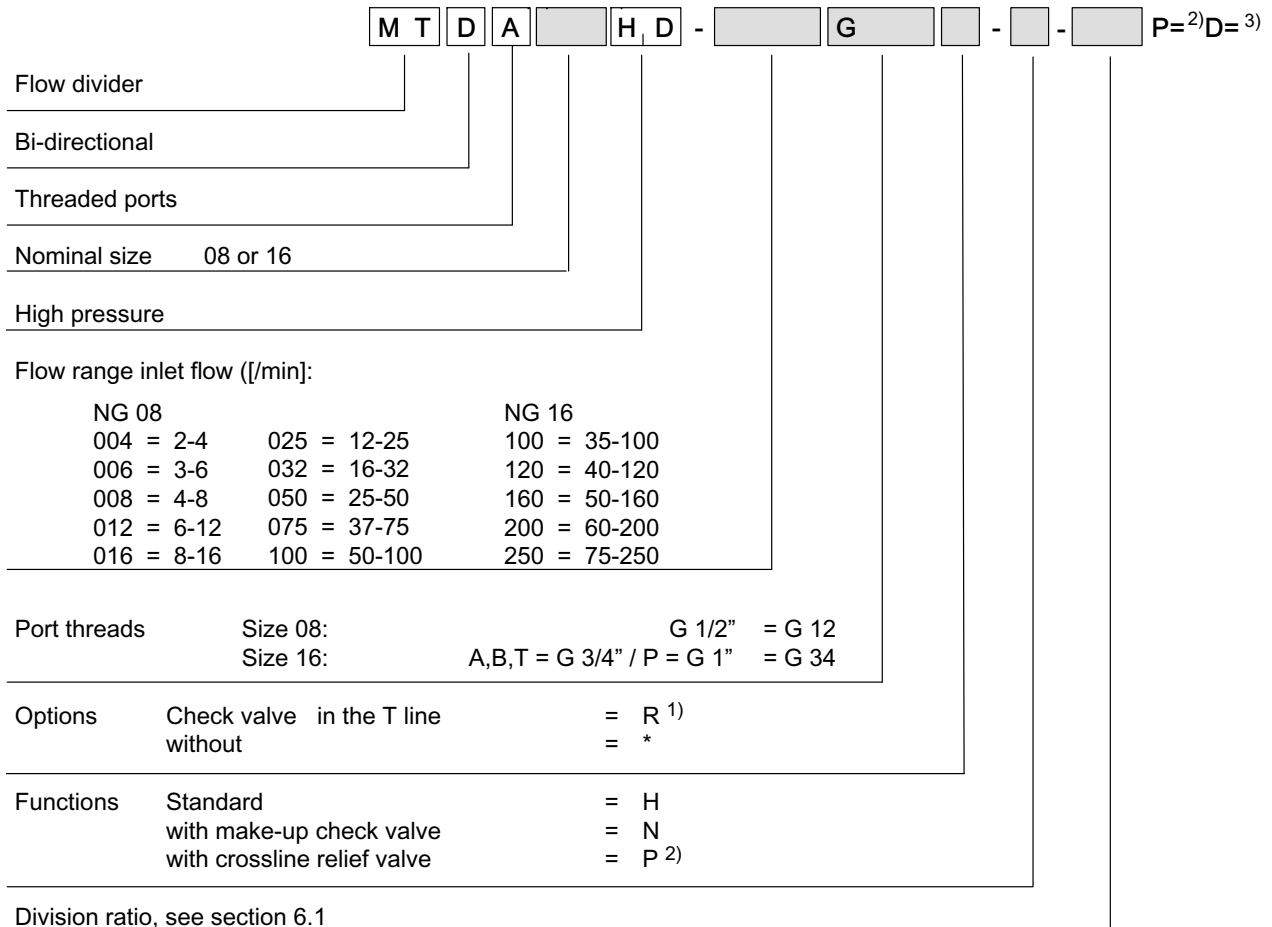 M T D A H D - G - - P= 2) D= 3)
Flow divider
Bi-directional
Threaded ports
Nominal size 08 or 16
High pressure
Flow range inlet flow ([/min]:
NG 08 NG 16
004 = 2-4 025 = 12-25 100 = 35-100
006 = 3-6 032 = 16-32 120 = 40-120
008 = 4-8 050 = 25-50 160 = 50-160
012 = 6-12 075 = 37-75 200 = 60-200
016 = 8-16 100 = 50-100 250 = 75-250
Port threads Size 08: G 1/2” = G 12
Size 16: A,B,T = G 3/4” / P = G 1” = G 34
Options Check valve in the T line = R 1)
without = *
Functions Standard = H
with make-up check valve = N
with crossline relief valve = P 2)
Division ratio, see section 6.1